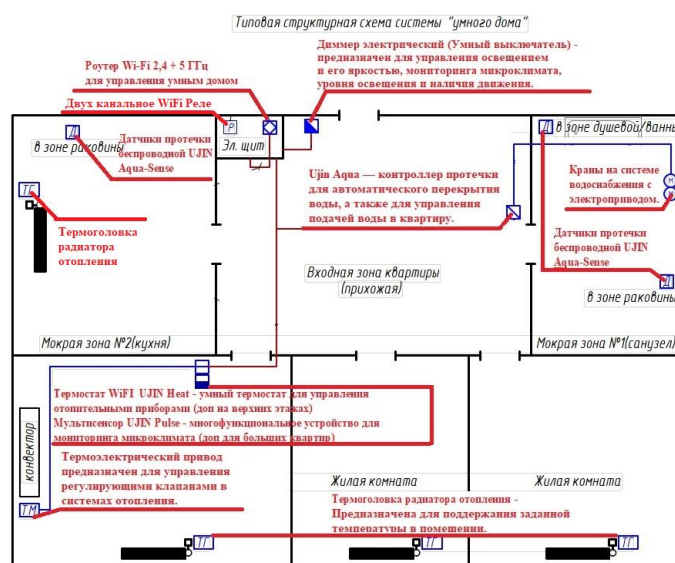 Типовая структурная схема системы "умного дома"
Роутер Wi-Fi 2,4 + 5 ГГц
для управления умным домом
Двух канальное WiFi Реле
Диммер электрический (Умный выключатель) -
предназначен для управления освещением
и его яркостью, мониторинга микроклимата,
уровня освещения и наличия движения.
Д
в зоне раковины
Датчики протечки
беспроводной UJIN
Aqua-Sense
Р
Эл. щит
Д
в зоне душевой/ванны
ТГ
Термоголовка
радиатора
отопления
Ujin Aqua — контроллер протечки
для автоматического перекрытия
воды, а также для управления
подачей воды в квартиру.
Краны на системе
водоснабжения с
электроприводом.
М
М
Датчики протечки
беспроводной UJIN
Aqua-Sense
Д
в зоне раковины
Входная зона квартиры
(прихожая)
Мокрая зона №2(кухня)
Мокрая зона №1(санузел)
Термостат WiFI UJIN Heat - умный термостат для управления
отопительными приборами (доп на верхних этажах)
Мультисенсор UJIN Pulse - многофункциональное устройство для
мониторинга микроклимата (доп для больших квартир)
конвектор
Термоэлектрический привод
предназначен для управления
регулирующими клапанами в
системах отопления.
ТМ
Жилая комната
Жилая комната
Термоголовка радиатора отопления -
Предназначена для поддержания заданной
температуры в помещении.
ТГ
ТГ
ТГ